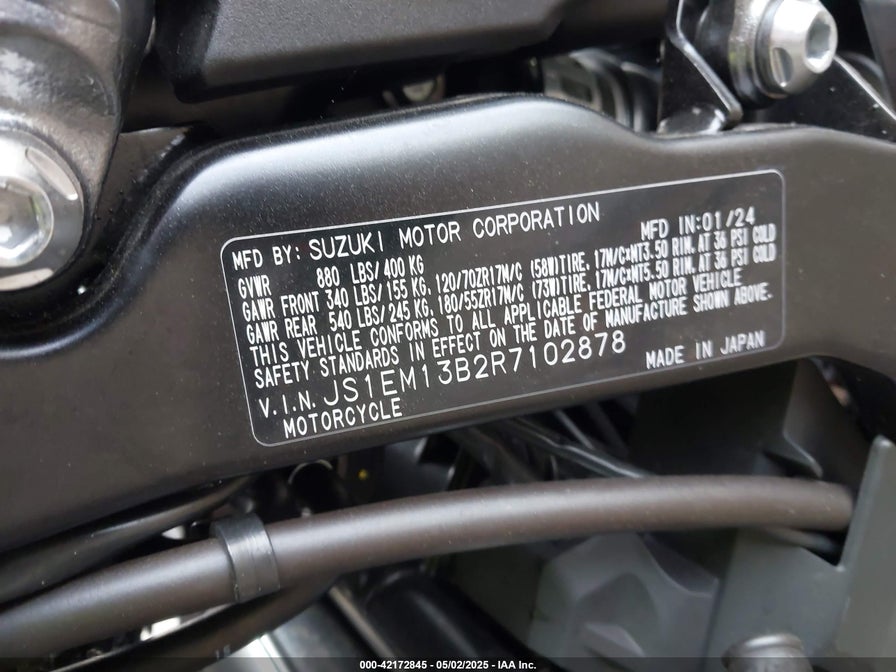 MFD BY: SUZUKI MOTOR CORPORATION MFD IN:01/24
GVWR 880 LBS/400 KG
GAWR FRONT 340 LBS/155 KG, 120/70ZR17M/C (58W)TIRE, 17M/C×MT3.50 RIM, AT 36 PSI COLD
GAWR REAR 540 LBS/245 KG, 180/55ZR17M/C (73W)TIRE, 17M/C×MT5.50 RIM, AT 36 PSI COLD
THIS VEHICLE CONFORMS TO ALL APPLICABLE FEDERAL MOTOR VEHICLE
SAFETY STANDARDS IN EFFECT ON THE DATE OF MANUFACTURE SHOWN ABOVE.
V.I.N. JS1EM13B2R7102878 MADE IN JAPAN
MOTORCYCLE
000-42172845 - 05/02/2025 - IAA Inc.